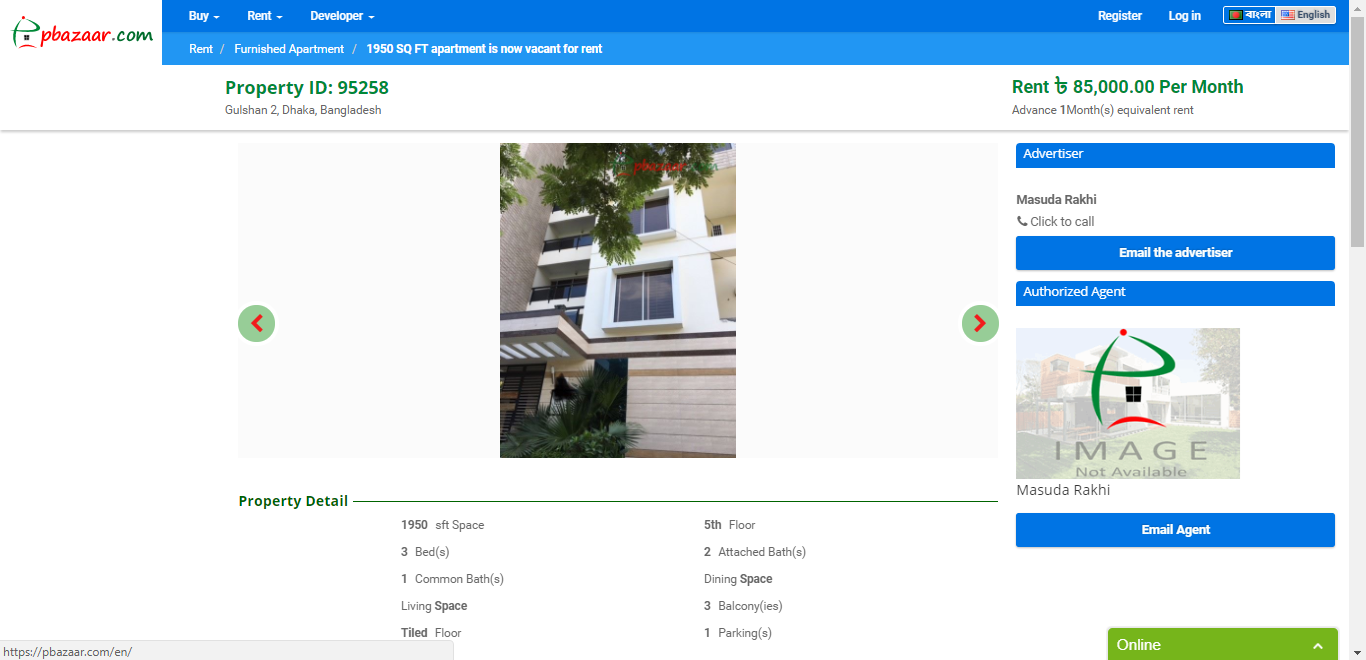 pbazaar.com
Buy
Rent
Developer
Register
Log in
বাংলা
English
Rent / Furnished Apartment / 1950 SQ FT apartment is now vacant for rent
Property ID: 95258
Gulshan 2, Dhaka, Bangladesh
Rent ৳ 85,000.00 Per Month
Advance 1Month(s) equivalent rent
pbazaar
Advertiser
Masuda Rakhi
Click to call
Email the advertiser
Authorized Agent
IMAGE
Not Available
Masuda Rakhi
Email Agent
Property Detail
1950 sft Space
5th Floor
3 Bed(s)
2 Attached Bath(s)
1 Common Bath(s)
Dining Space
Living Space
3 Balcony(ies)
Tiled Floor
1 Parking(s)
https://pbazaar.com/en/
Online